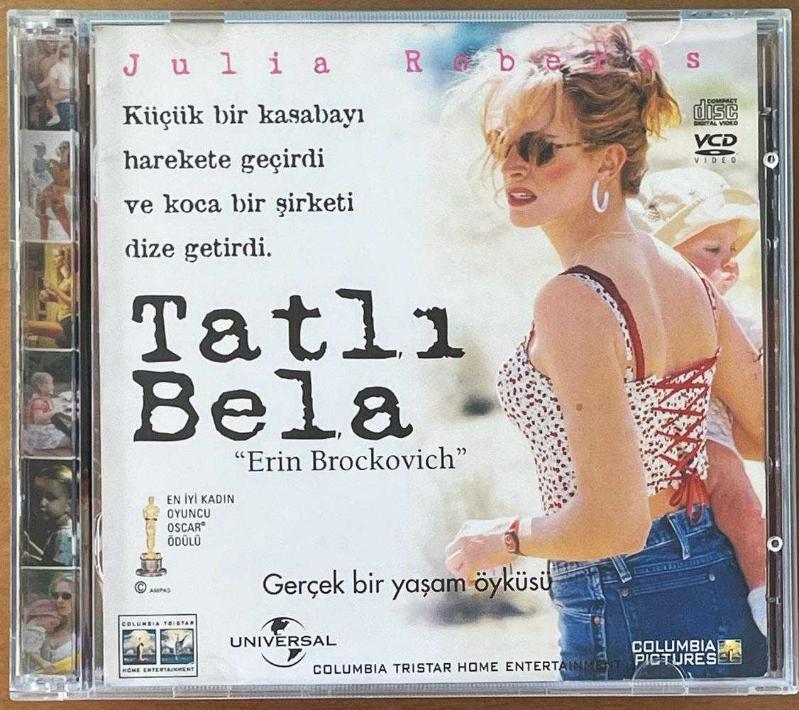 Julia Roberts
Küçük bir kasabayı
harekete geçirdi
ve koca bir şirketi
dize getirdi.
COMPACT
disc
DIGITAL VIDEO
VCD
VIDEO
Tatlı
Bela
“Erin Brockovich”
EN İYİ KADIN
OYUNCU
OSCAR®
ÖDÜLÜ
© AMPAS
Gerçek bir yaşam öyküsü
COLUMBIA TRISTAR
HOME ENTERTAINMENT
UNIVERSAL
COLUMBIA TRISTAR HOME ENTERTAINMENT
COLUMBIA
PICTURES